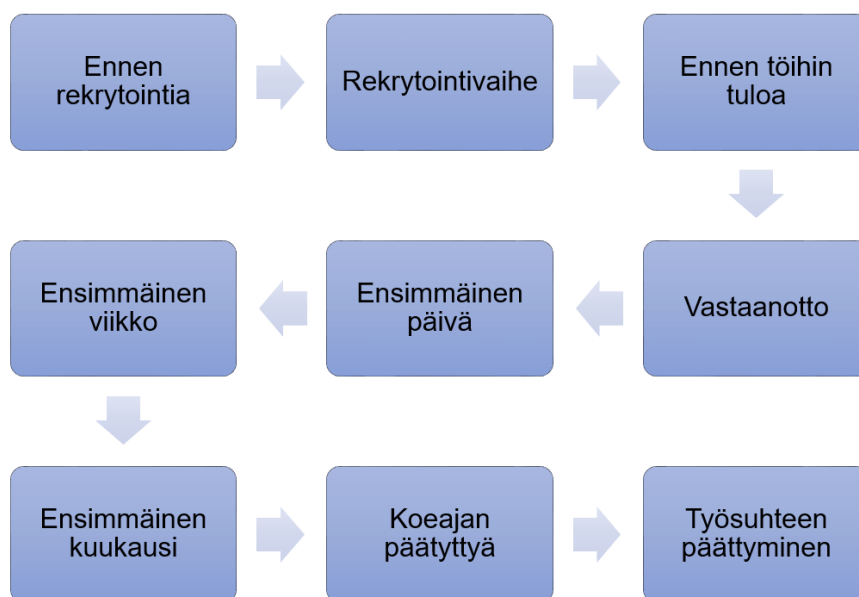 Ennen
rekrytointia
Rekrytointivaihe
Ennen töihin
tuloa
Vastaanotto
Ensimmäinen
päivä
Ensimmäinen
viikko
Ensimmäinen
kuukausi
Koeajan
päätyttyä
Työsuhteen
päättyminen